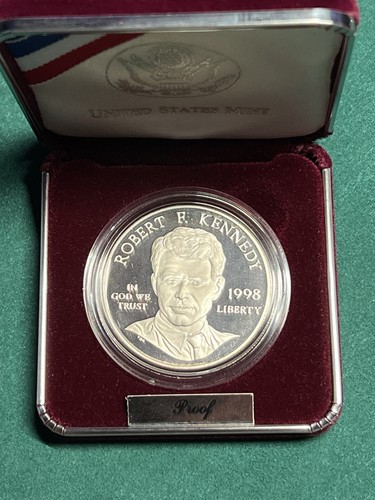 UNITED STATES MINT
ROBERT F. KENNEDY
IN
GOD WE
TRUST
1998
LIBERTY
Proof